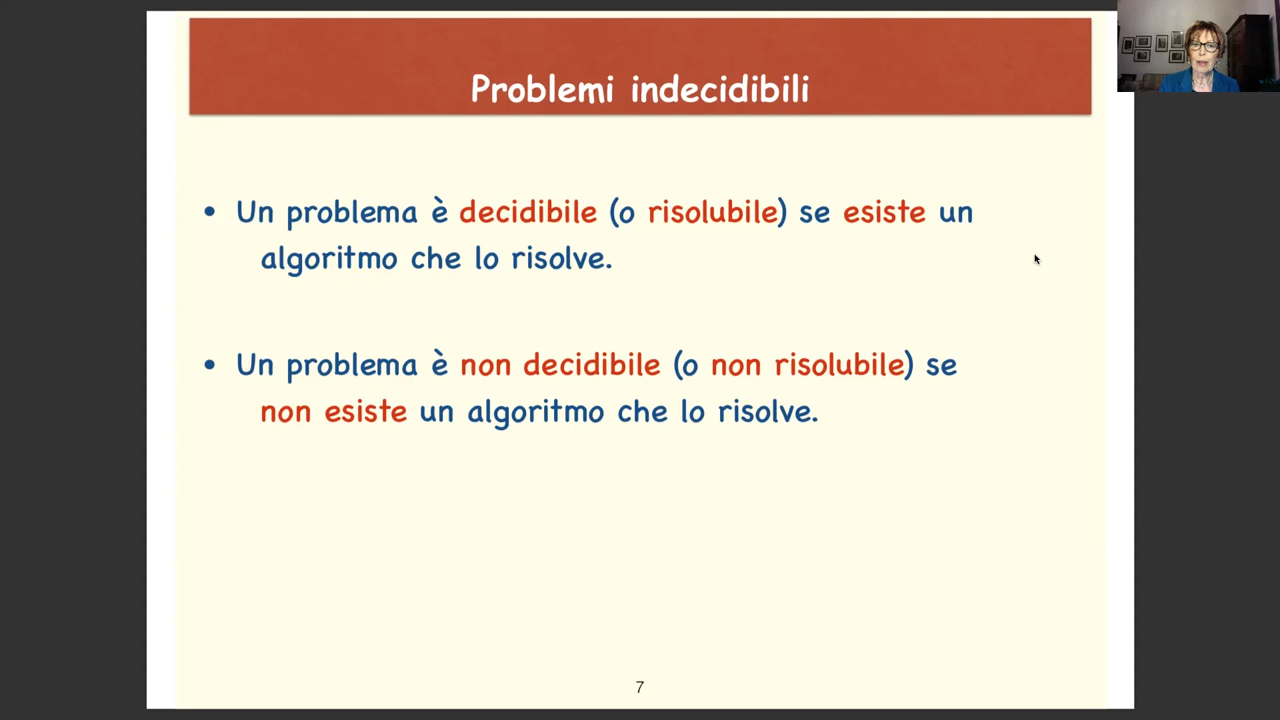 Problemi indecidibili
• Un problema è decidibile (o risolubile) se esiste un
algoritmo che lo risolve.
• Un problema è non decidibile (o non risolubile) se
non esiste un algoritmo che lo risolve.
7